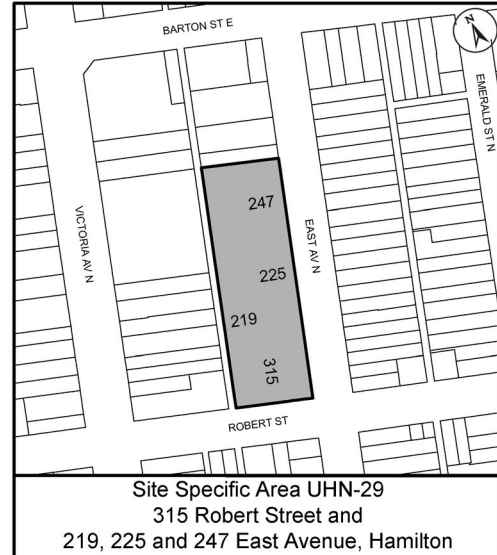 BARTON ST E
N
EMERALD ST N
247
VICTORIA AV N
EAST AV N
225
219
315
ROBERT ST
Site Specific Area UHN-29
315 Robert Street and
219, 225 and 247 East Avenue, Hamilton